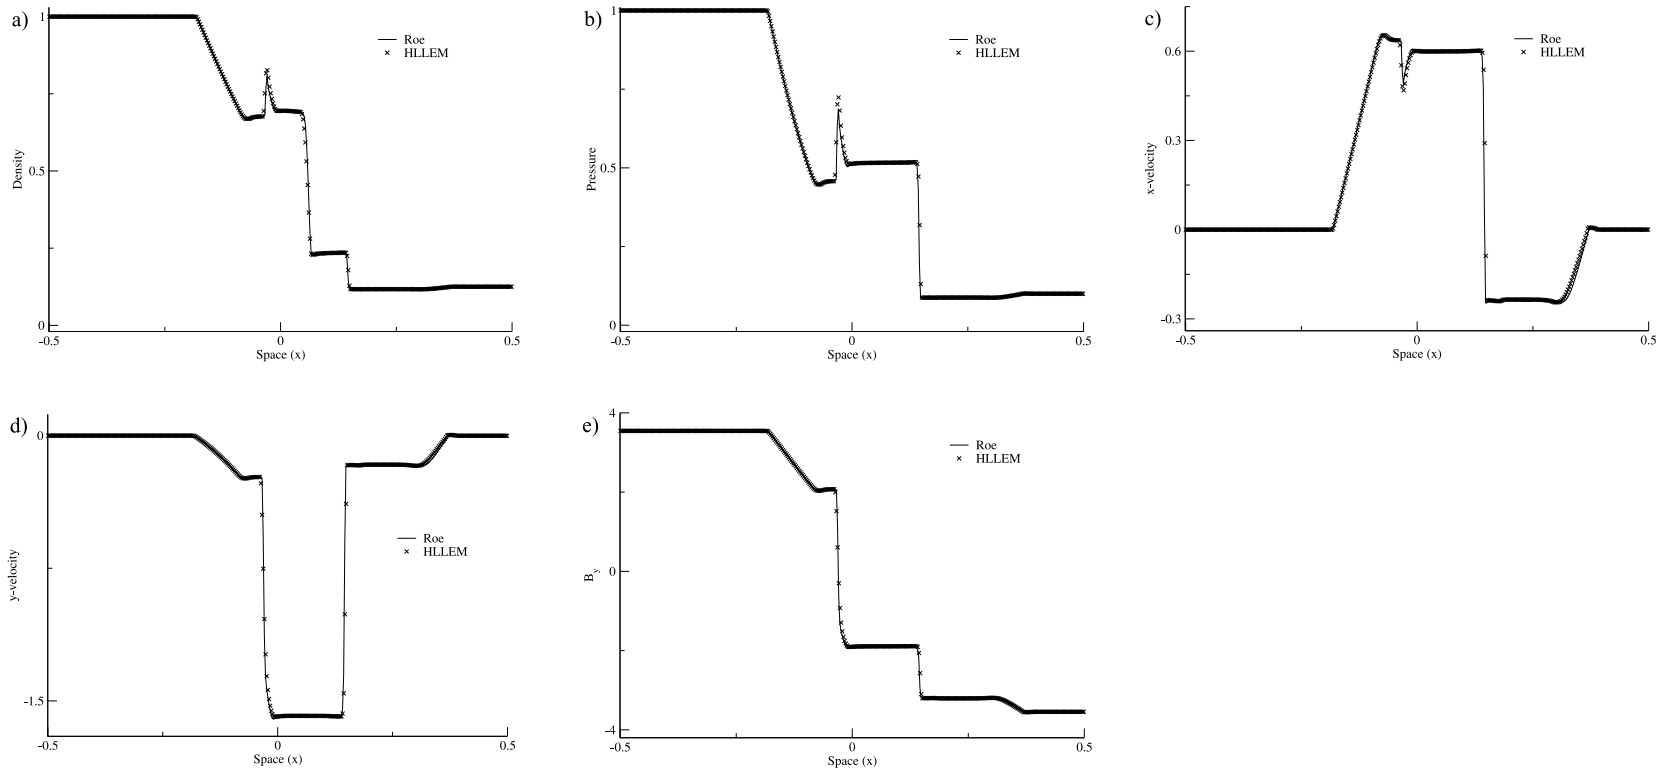 a)
Density
1
0.5
0
Roe
HLLEM
-0.5
0
0.5
Space (x)
b)
Pressure
1
0.5
0
Roe
HLLEM
-0.5
0
0.5
Space (x)
c)
x-velocity
0.6
0.3
0
-0.3
Roe
HLLEM
-0.5
0
0.5
Space (x)
d)
y-velocity
0
-1.5
Roe
HLLEM
-0.5
0
0.5
Space (x)
e)
By
4
0
-4
Roe
HLLEM
-0.5
0
0.5
Space (x)